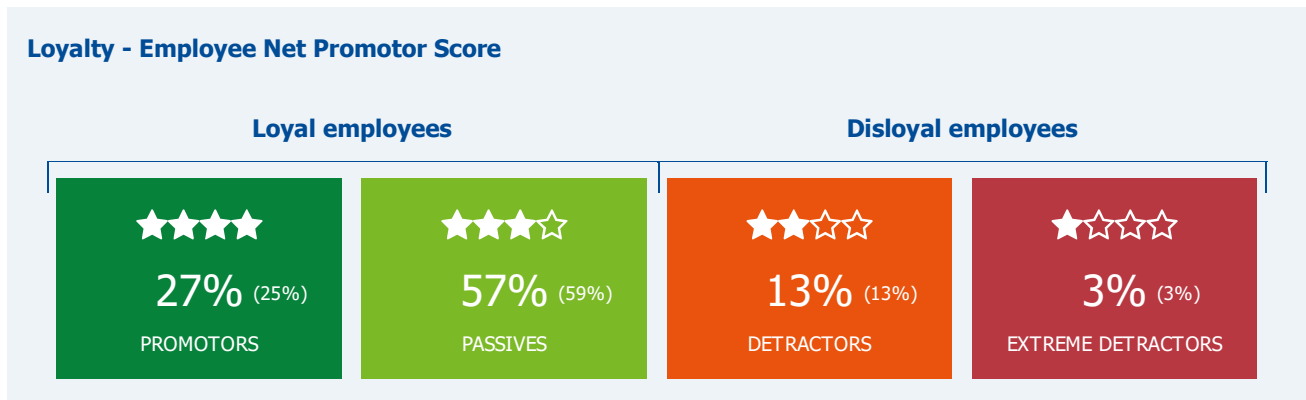 Loyalty - Employee Net Promotor Score
Loyal employees
Disloyal employees
27% (25%)
PROMOTORS
57% (59%)
PASSIVES
13% (13%)
DETRACTORS
3% (3%)
EXTREME DETRACTORS